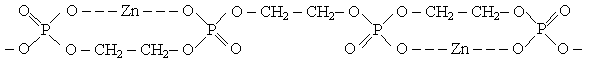 O O---Zn---O O–CH₂–CH₂–O O–CH₂–CH₂–O O
P P P P
–O O–CH₂–CH₂–O O O O---Zn---O O–